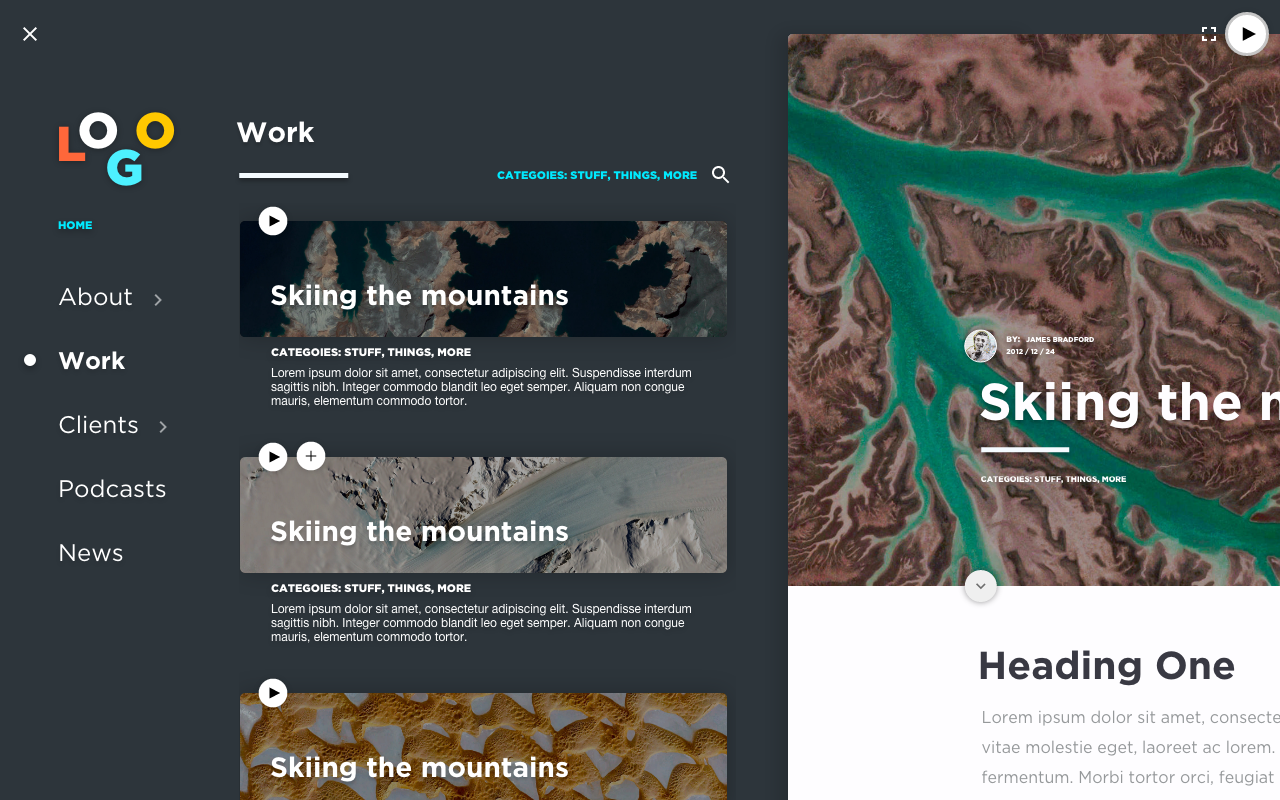 LOGO
HOME
About
Work
Clients
Podcasts
News
Work
CATEGOIES: STUFF, THINGS, MORE
Skiing the mountains
CATEGOIES: STUFF, THINGS, MORE
Lorem ipsum dolor sit amet, consectetur adipiscing elit. Suspendisse interdum
sagittis nibh. Integer commodo blandit leo eget semper. Aliquam non congue
mauris, elementum commodo tortor.
Skiing the mountains
CATEGOIES: STUFF, THINGS, MORE
Lorem ipsum dolor sit amet, consectetur adipiscing elit. Suspendisse interdum
sagittis nibh. Integer commodo blandit leo eget semper. Aliquam non congue
mauris, elementum commodo tortor.
Skiing the mountains
BY: JAMES BRADFORD
2012 / 12 / 24
Skiing the
CATEGOIES: STUFF, THINGS, MORE
Heading One
Lorem ipsum dolor sit amet, consecte
vitae molestie eget, laoreet ac lorem.
fermentum. Morbi tortor orci, feugiat